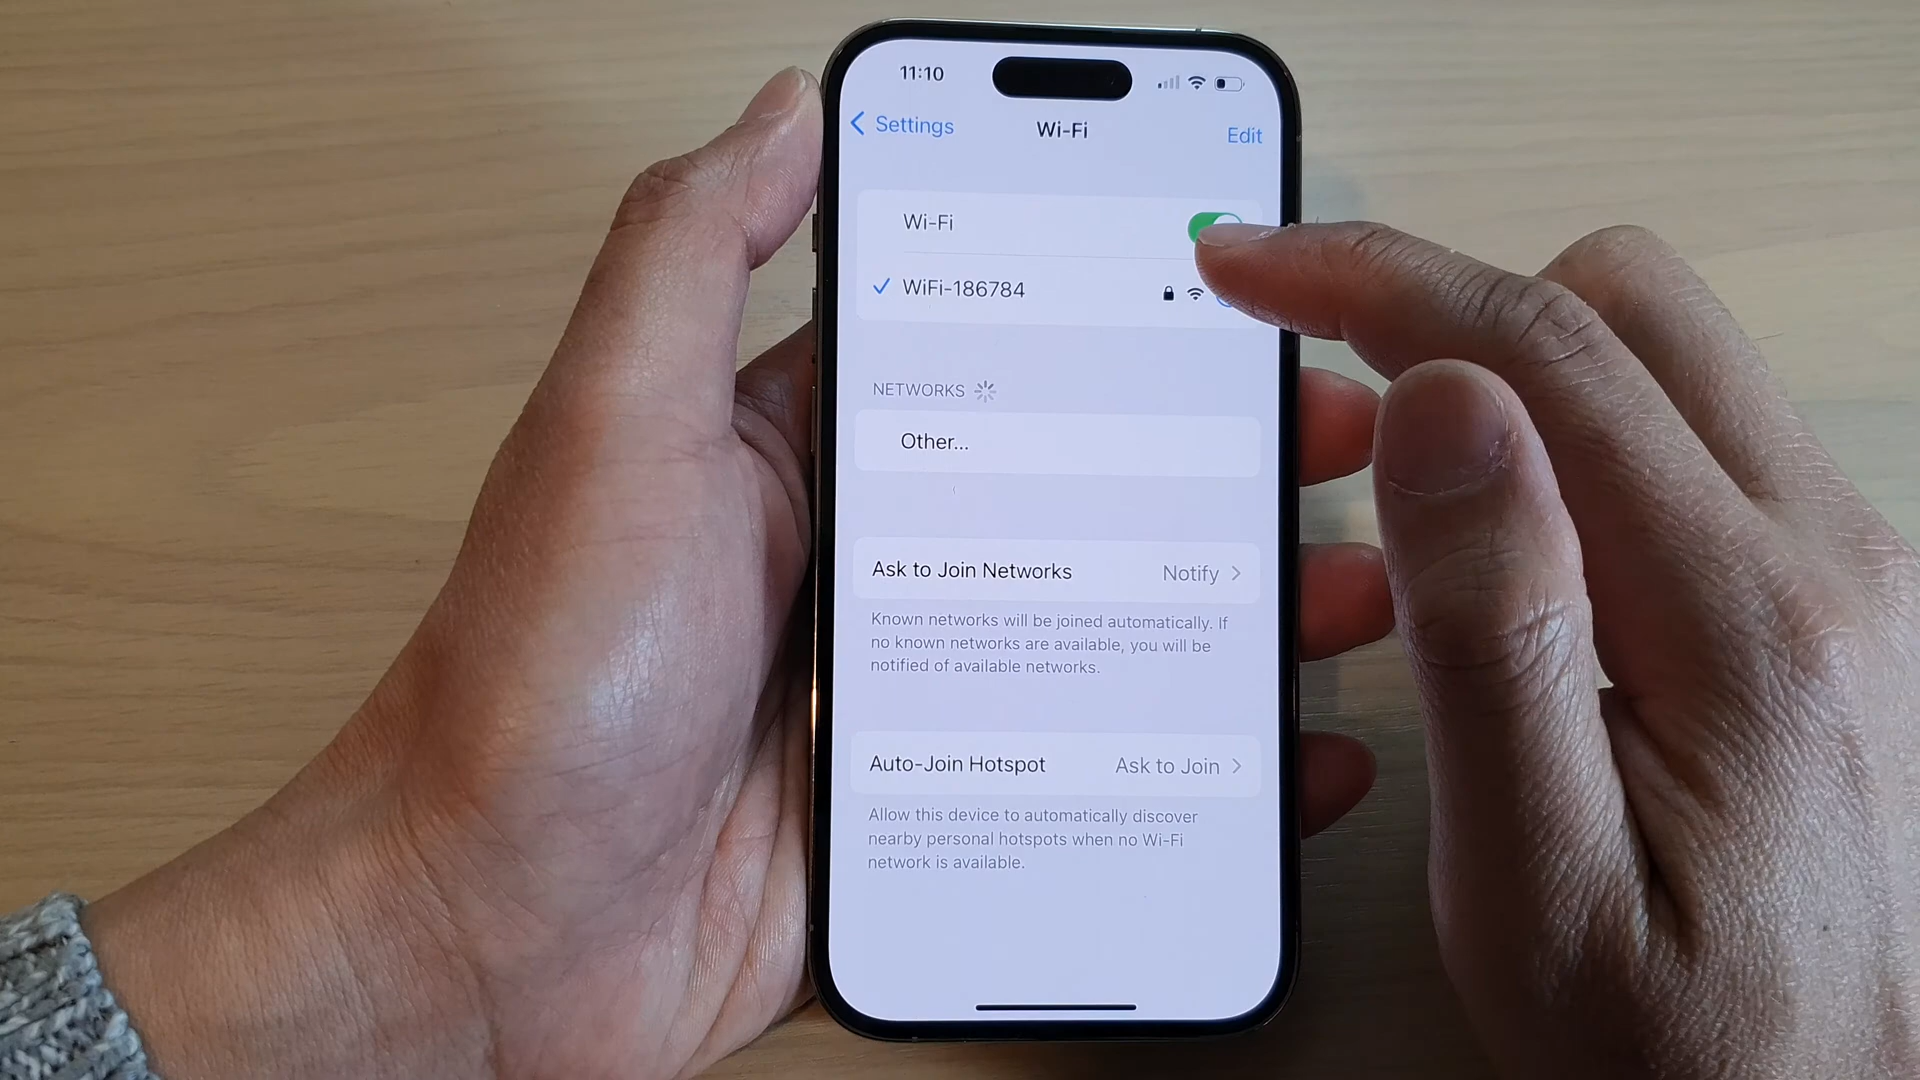 11:10
Settings
Wi-Fi
Edit
Wi-Fi
WiFi-186784
NETWORKS
Other...
Ask to Join Networks Notify
Known networks will be joined automatically. If
no known networks are available, you will be
notified of available networks.
Auto-Join Hotspot Ask to Join
Allow this device to automatically discover
nearby personal hotspots when no Wi-Fi
network is available.